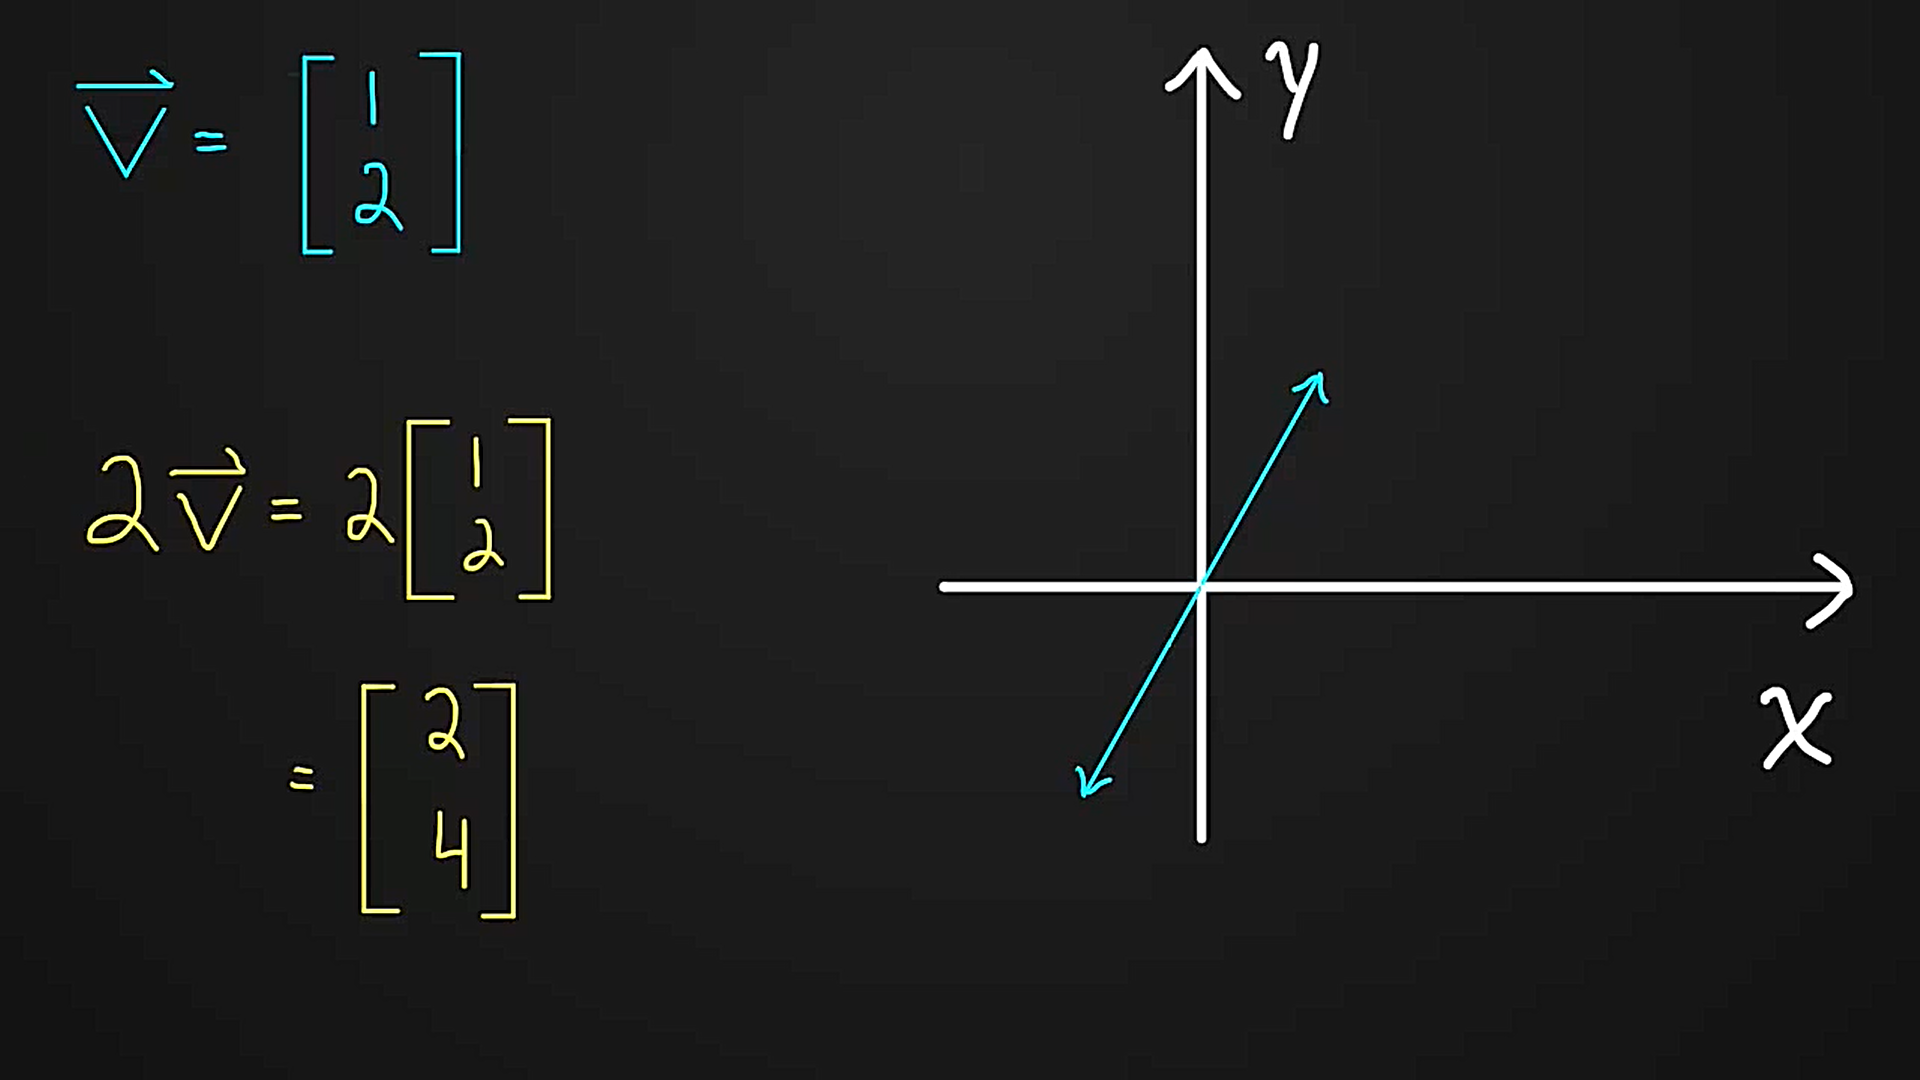 v⃗ = [1 2]
2v⃗ = 2[1 2]
= [2 4]
y
x